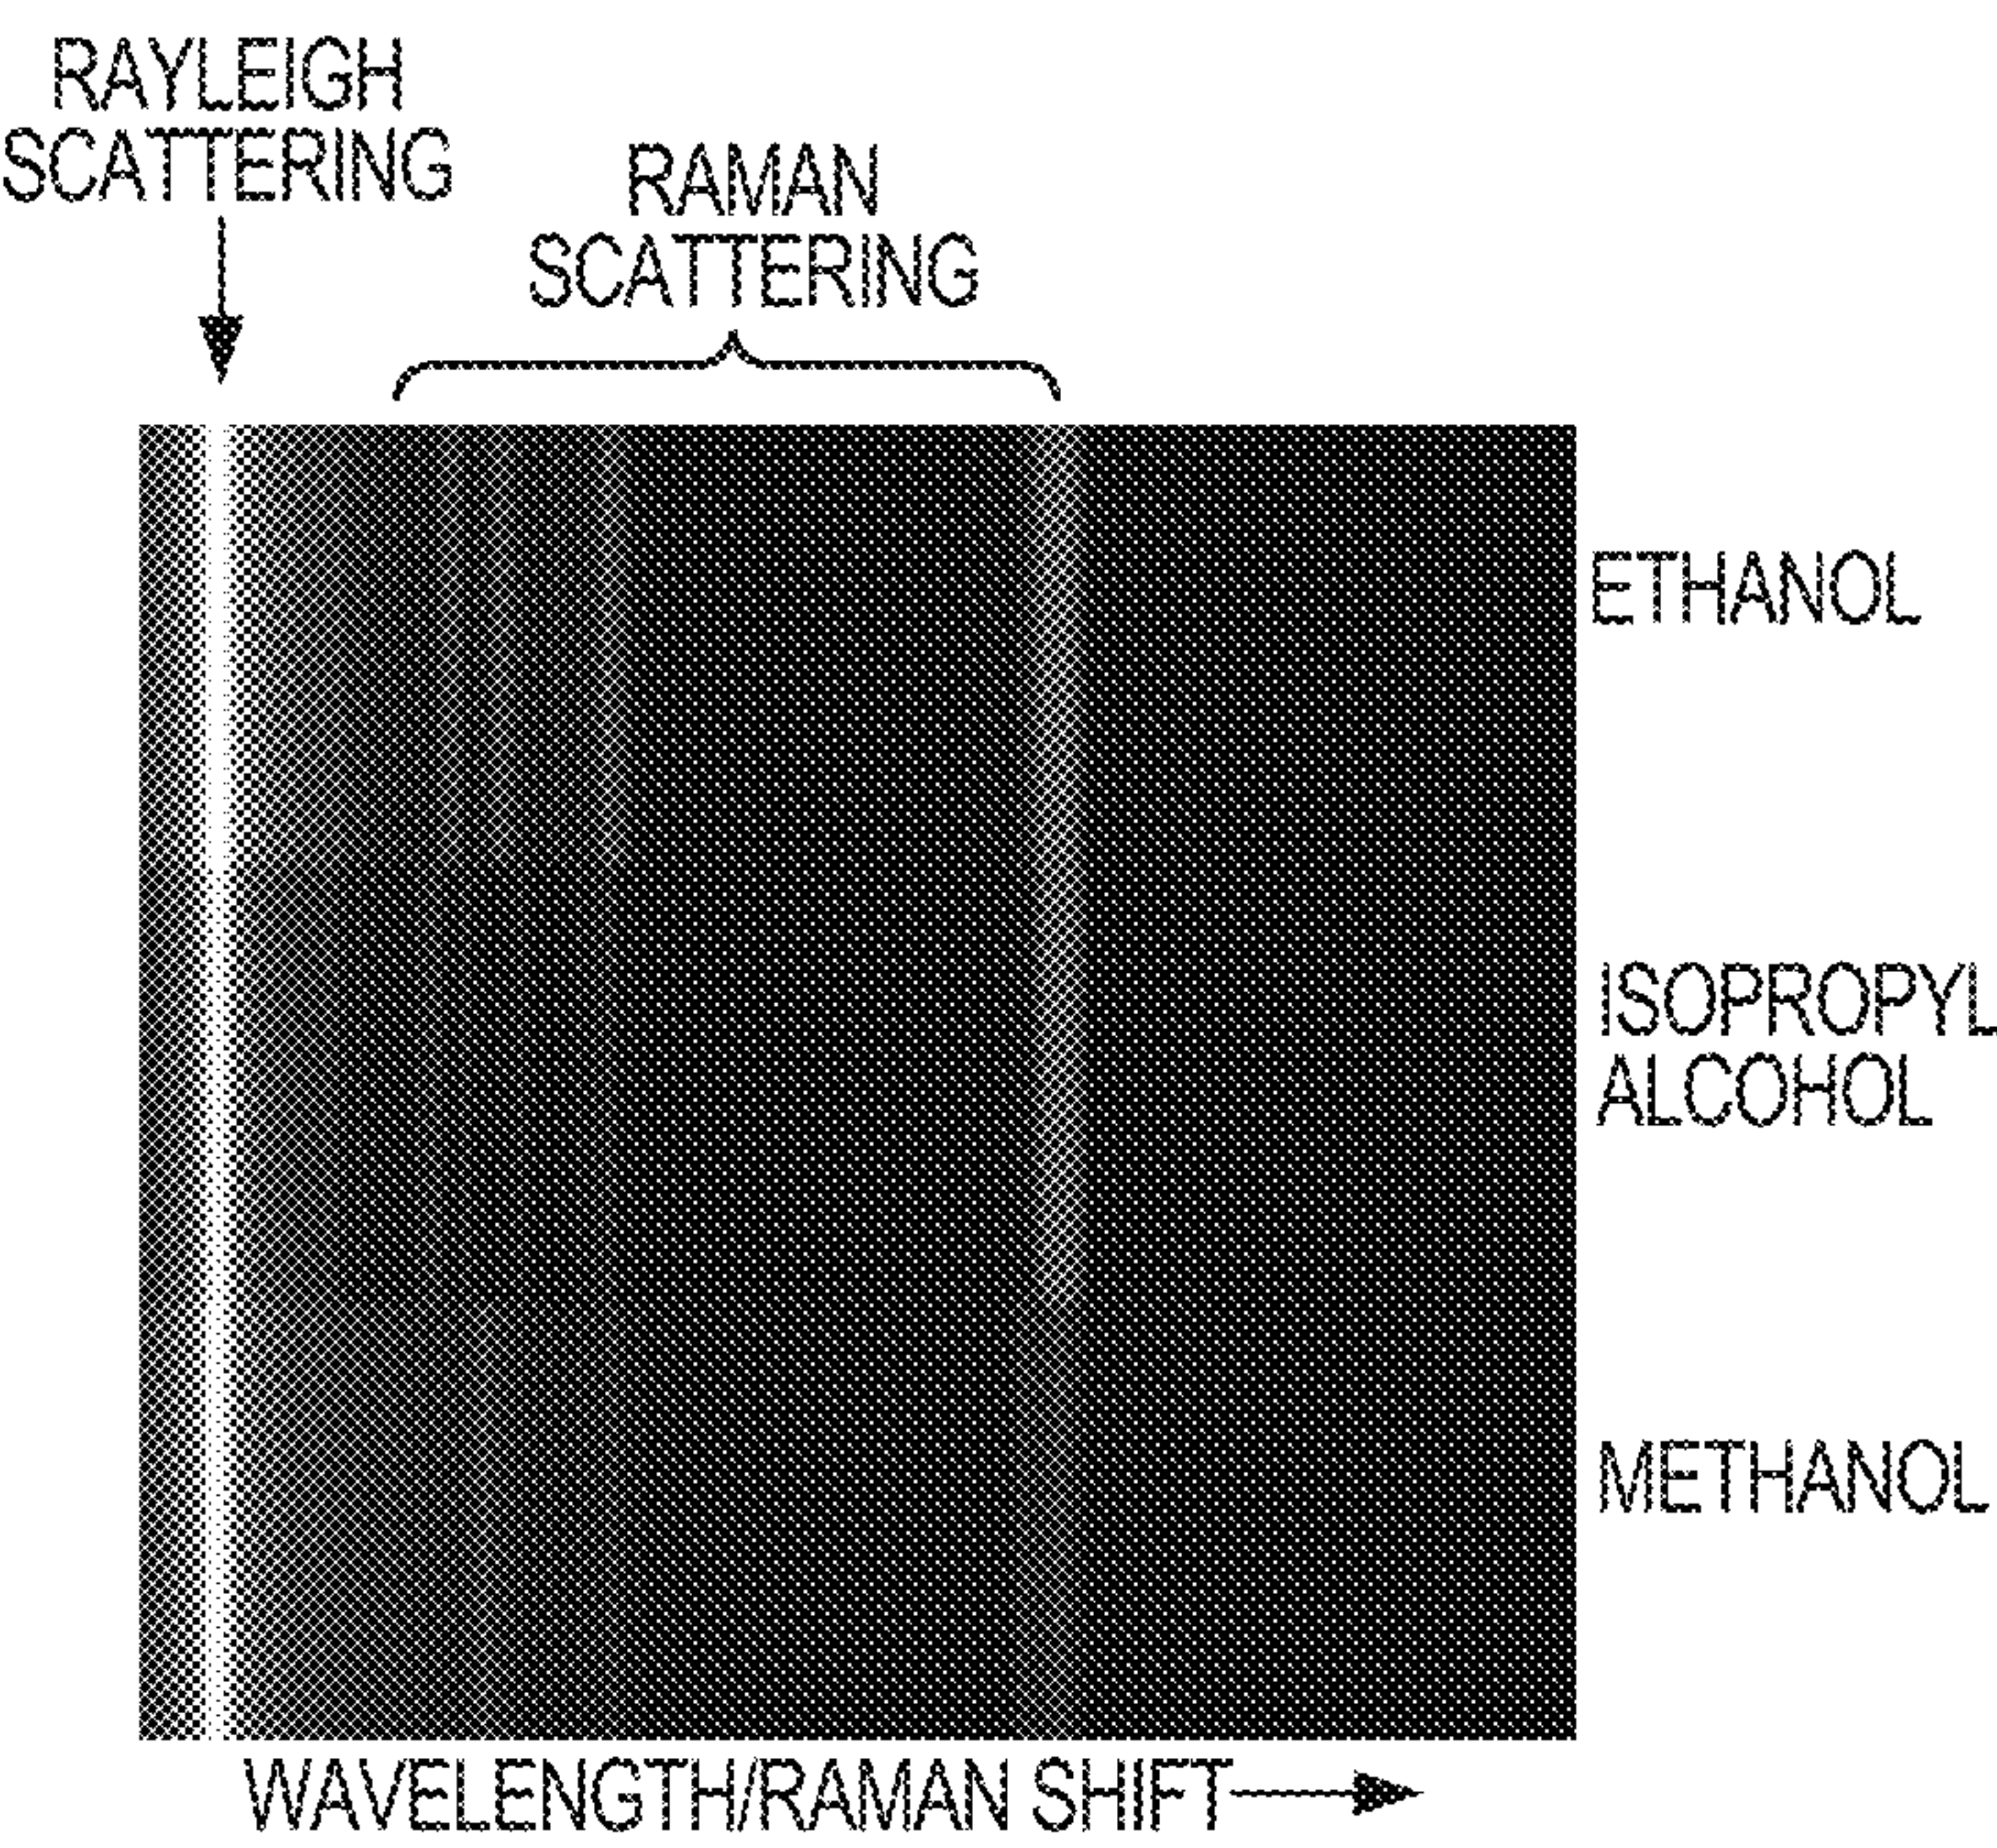 RAYLEIGH
SCATTERING
RAMAN
SCATTERING
ETHANOL
ISOPROPYL
ALCOHOL
METHANOL
WAVELENGTH/RAMAN SHIFT